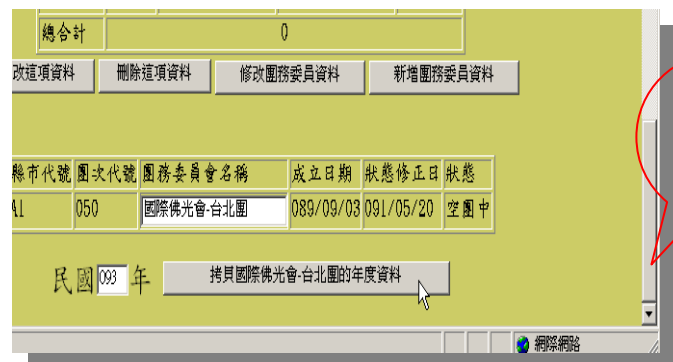 總合計 0
改這項資料 刪除這項資料 修改團務委員資料 新增團務委員資料
縣市代號 團次代號 團務委員會名稱 成立日期 狀態修正日 狀態
A1 050 國際佛光會-台北團 089/09/03 091/05/20 空團中
民國 093 年 拷貝國際佛光會-台北團的年度資料
網際網路